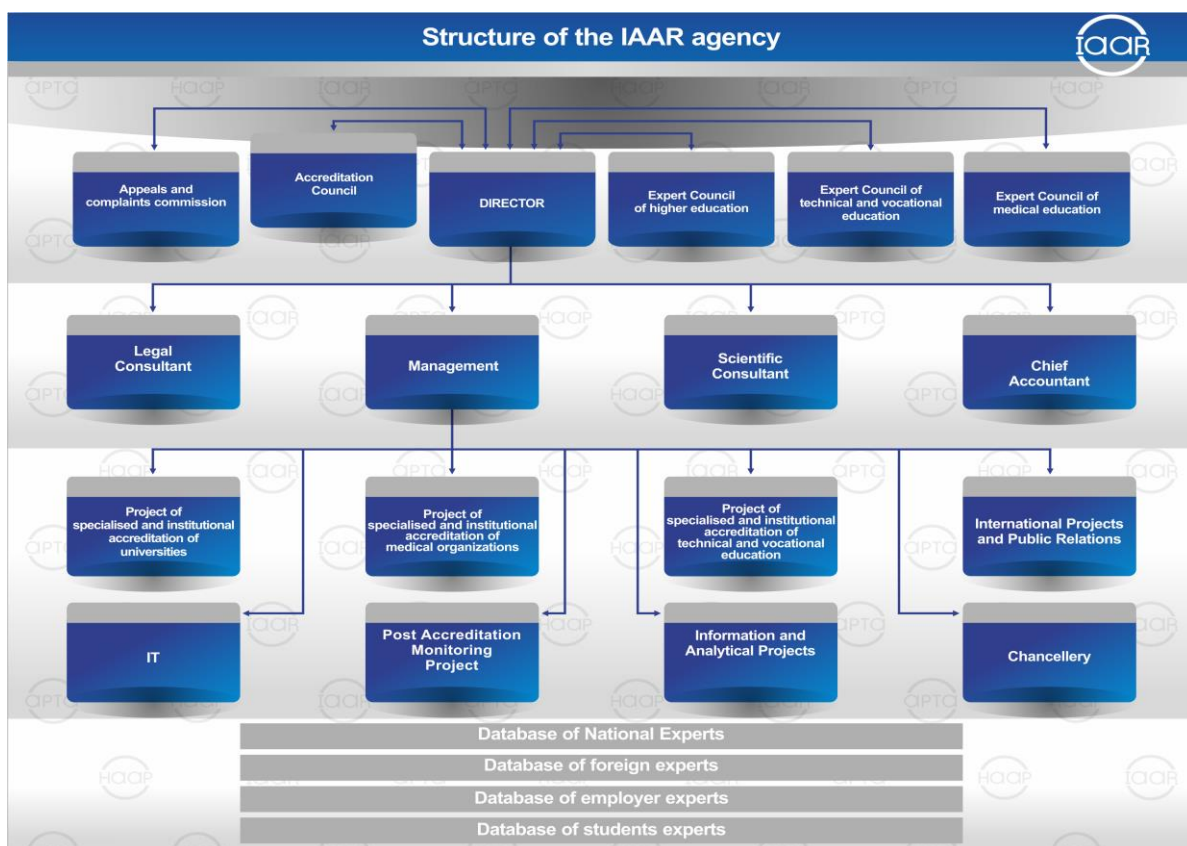 Structure of the IAAR agency
IAAR
Appeals and
complaints commission
Accreditation
Council
DIRECTOR
Expert Council
of higher education
Expert Council of
technical and vocational
education
Expert Council of
medical education
Legal
Consultant
Management
Scientific
Consultant
Chief
Accountant
Project of
specialised and institutional
accreditation of
universities
Project of
specialised and institutional
accreditation of
medical organizations
Project of
specialised and institutional
accreditation of
technical and vocational
education
International Projects
and Public Relations
IT
Post Accreditation
Monitoring
Project
Information and
Analytical Projects
Chancellery
Database of National Experts
Database of foreign experts
Database of employer experts
Database of students experts